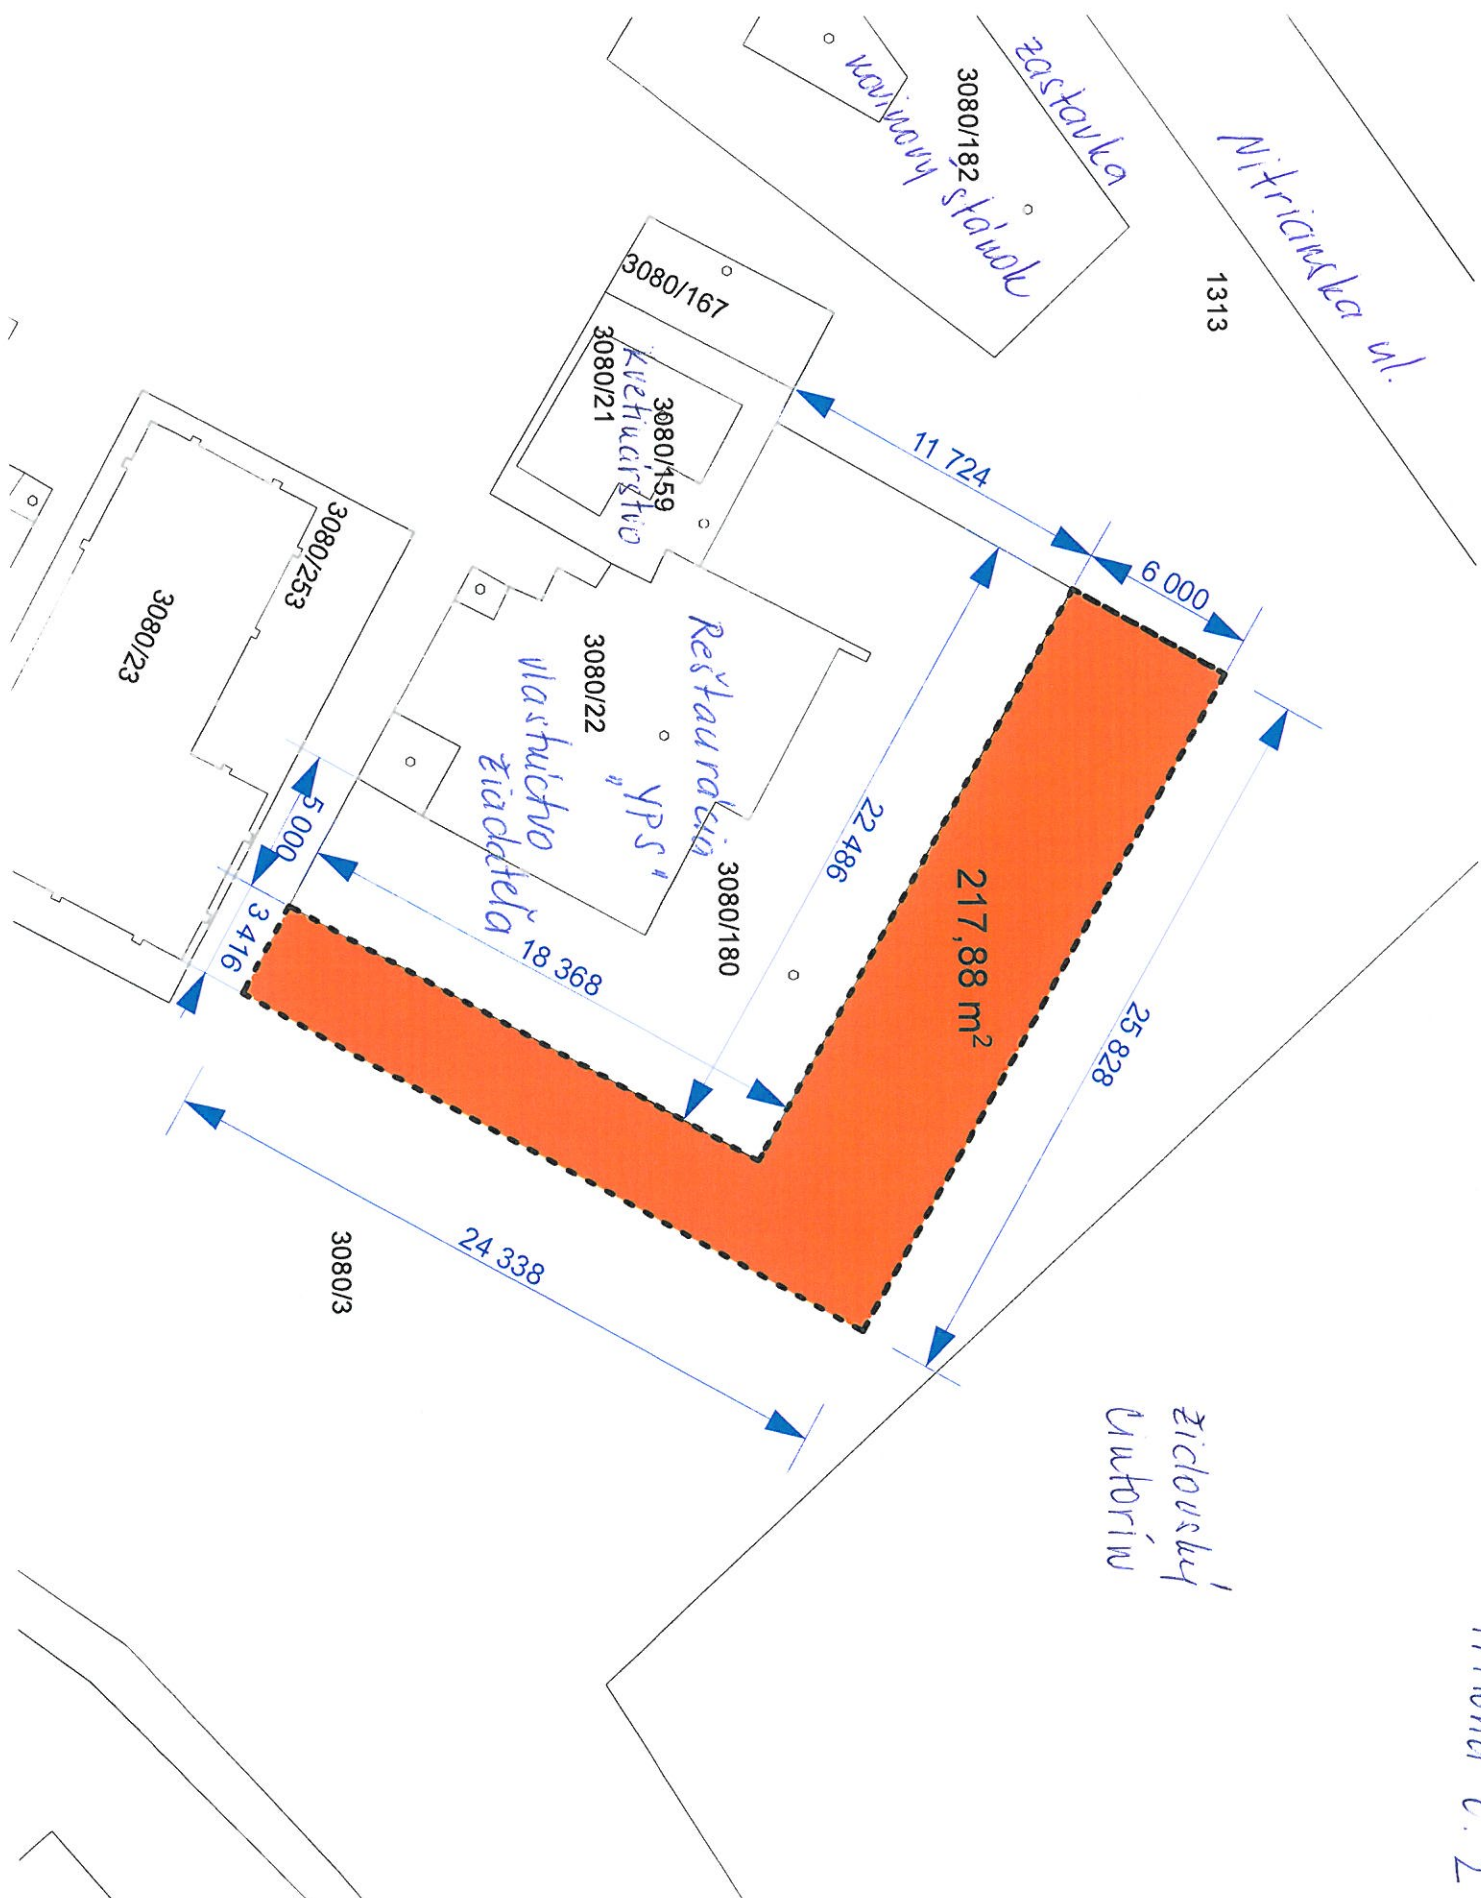 Nitrianska ul.
1313
zastávka
3080/182
novinový stánok
3080/167
3080/21
3080/159
Kvetinárstvo
11 724
6 000
3080/253
3080/23
Reštaurácia
"YPS"
3080/22
vlastníctvo
žiadateľa
3080/180
22 486
217,88 m²
25 828
5 000
3 416
18 368
24 338
3080/3
židovský
cintorín